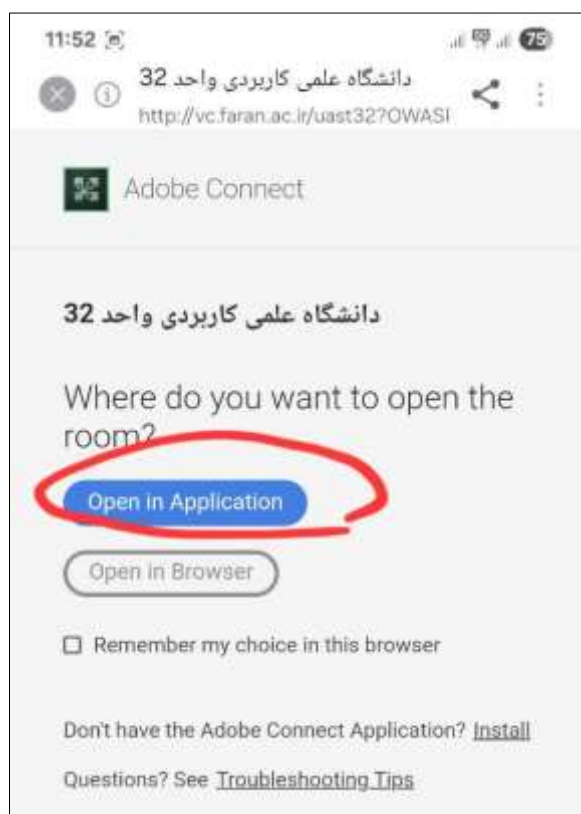 11:52
75
دانشگاه علمی کاربردی واحد 32
http://vc.faran.ac.ir/uast32?OWASI
Adobe Connect
دانشگاه علمی کاربردی واحد 32
Where do you want to open the
room?
Open in Application
Open in Browser
Remember my choice in this browser
Don't have the Adobe Connect Application? Install
Questions? See Troubleshooting Tips